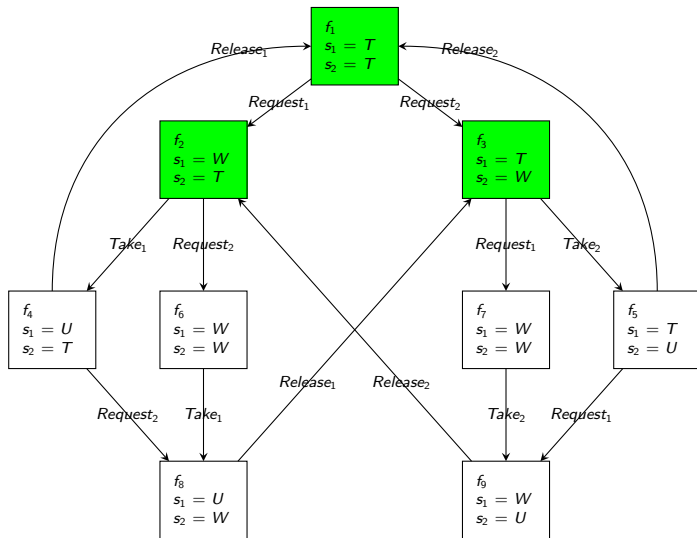 f₁
s₁ = T
s₂ = T
Release₁
Release₂
Request₁
Request₂
f₂
s₁ = W
s₂ = T
f₃
s₁ = T
s₂ = W
Take₁
Request₂
Request₁
Take₂
f₄
s₁ = U
s₂ = T
f₆
s₁ = W
s₂ = W
f₇
s₁ = W
s₂ = W
f₅
s₁ = T
s₂ = U
Release₁
Release₂
Request₂
Take₁
Take₂
Request₁
f₈
s₁ = U
s₂ = W
f₉
s₁ = W
s₂ = U